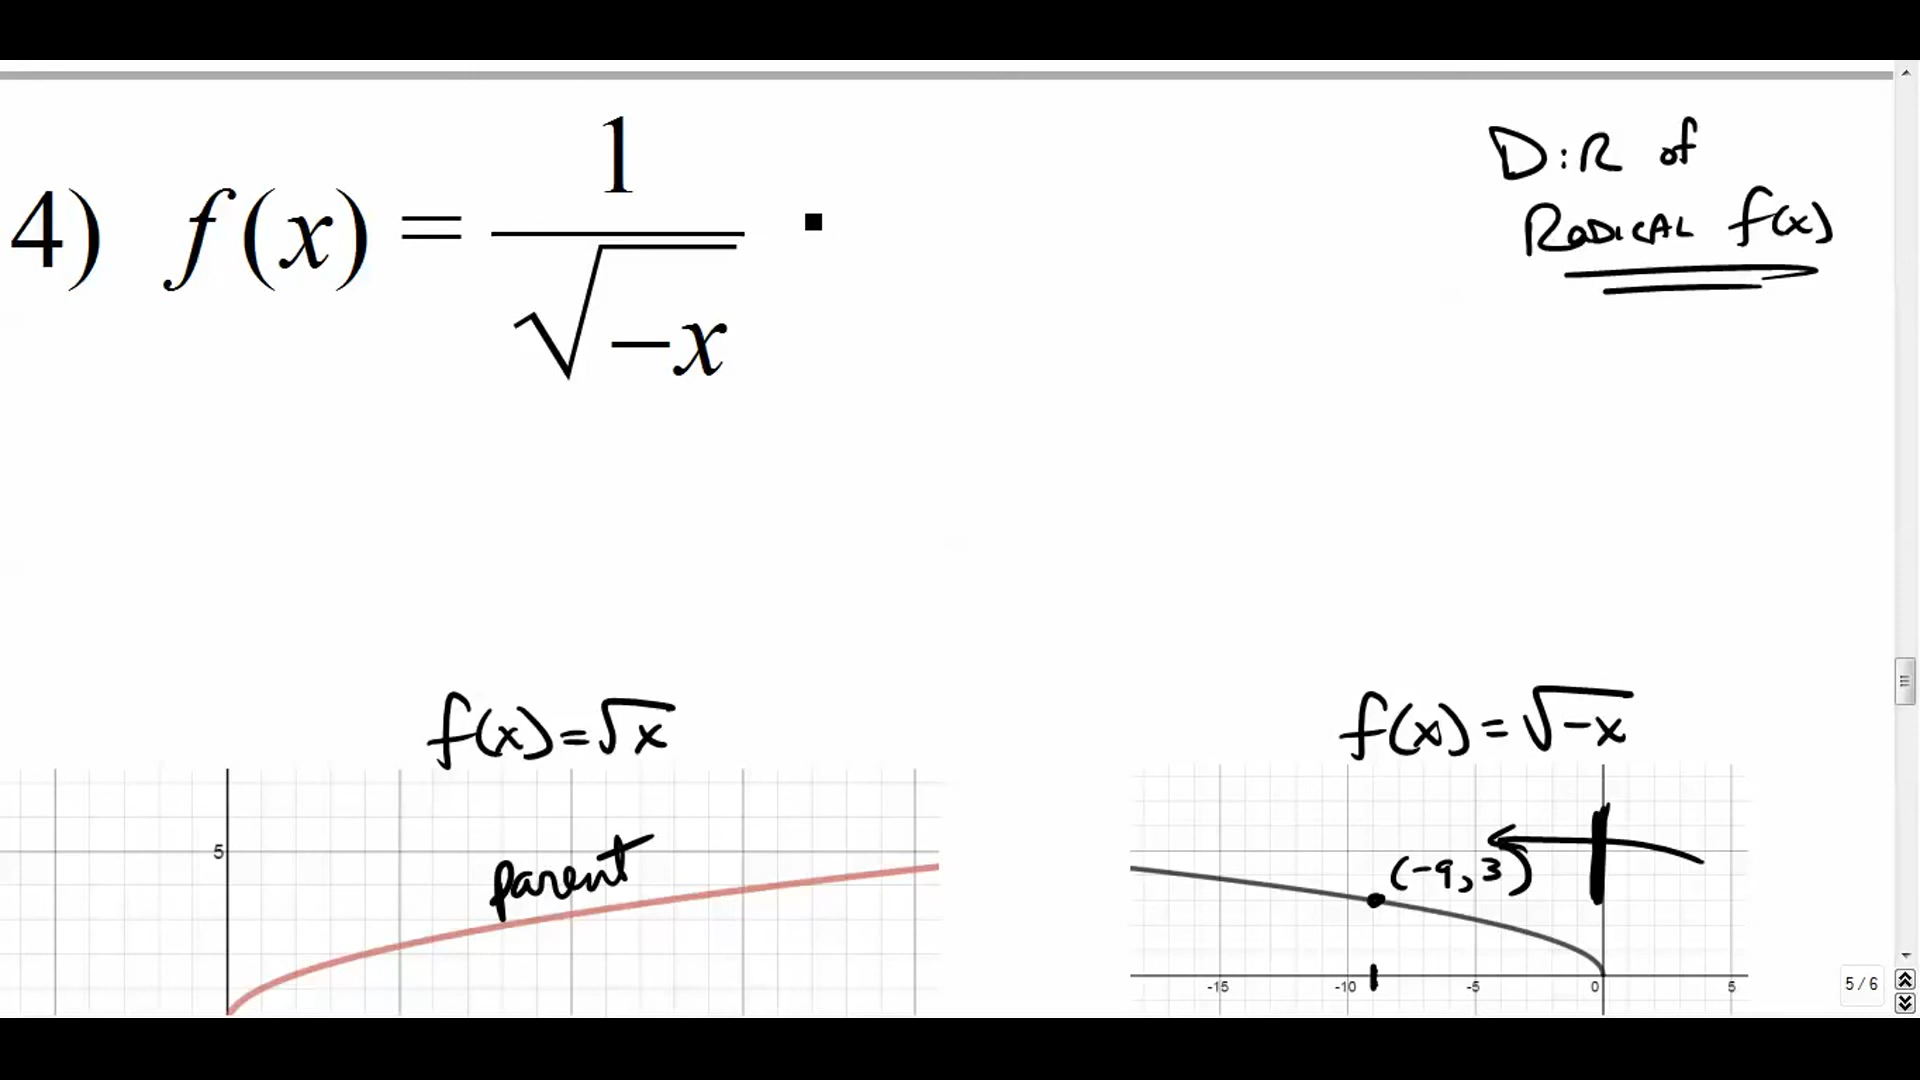 4) f(x) = 1/√-x
D:R of
RADICAL f(x)
f(x)=√x
f(x) = √-x
5
parent
(-9,3)
-15 -10 -5 0 5
5 / 6